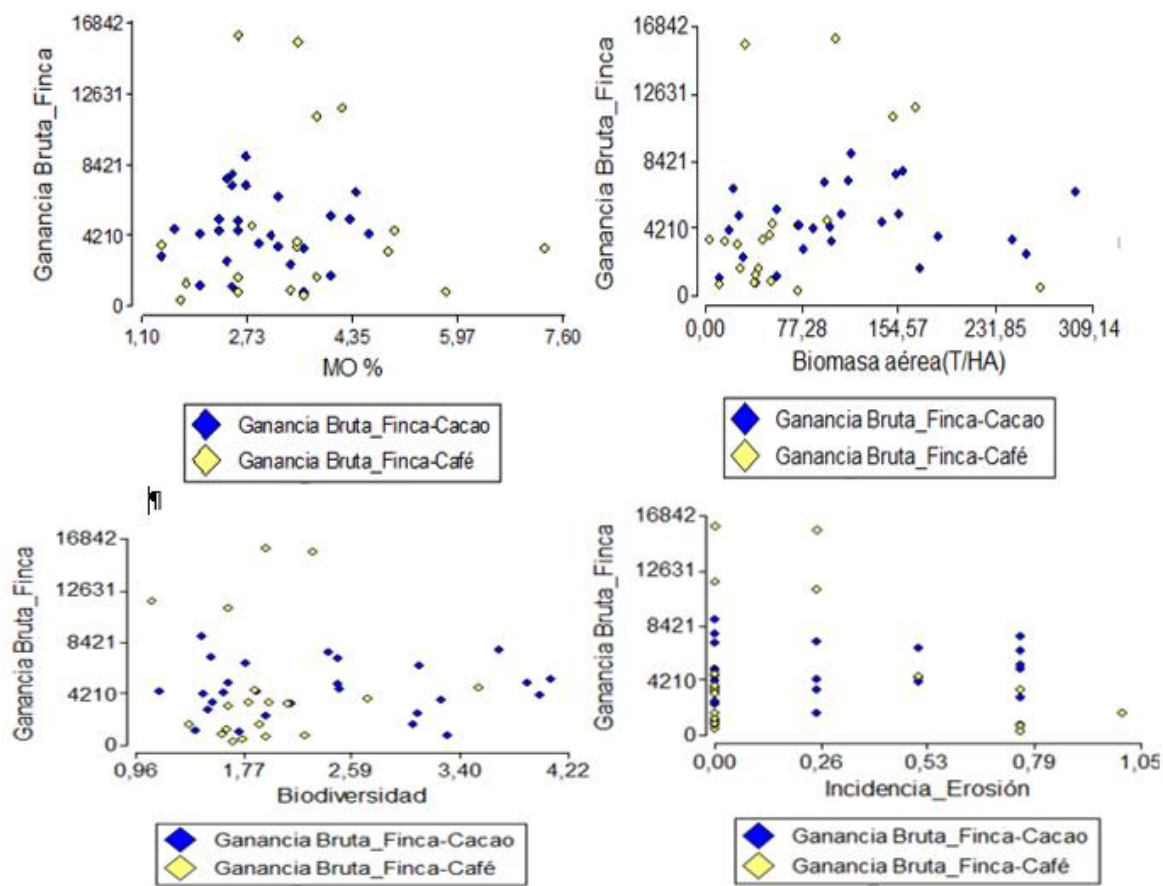 Ganancia Bruta_Finca
16842
12631
8421
4210
0
1,10 2,73 4,35 5,97 7,60
MO %
Ganancia Bruta_Finca-Cacao
Ganancia Bruta_Finca-Café
Ganancia Bruta_Finca
16842
12631
8421
4210
0
0,00 77,28 154,57 231,85 309,14
Biomasa aérea(T/HA)
Ganancia Bruta_Finca-Cacao
Ganancia Bruta_Finca-Café
¶
Ganancia Bruta_Finca
16842
12631
8421
4210
0
0,96 1,77 2,59 3,40 4,22
Biodiversidad
Ganancia Bruta_Finca-Cacao
Ganancia Bruta_Finca-Café
Ganancia Bruta_Finca
16842
12631
8421
4210
0
0,00 0,26 0,53 0,79 1,05
Incidencia_Erosión
Ganancia Bruta_Finca-Cacao
Ganancia Bruta_Finca-Café